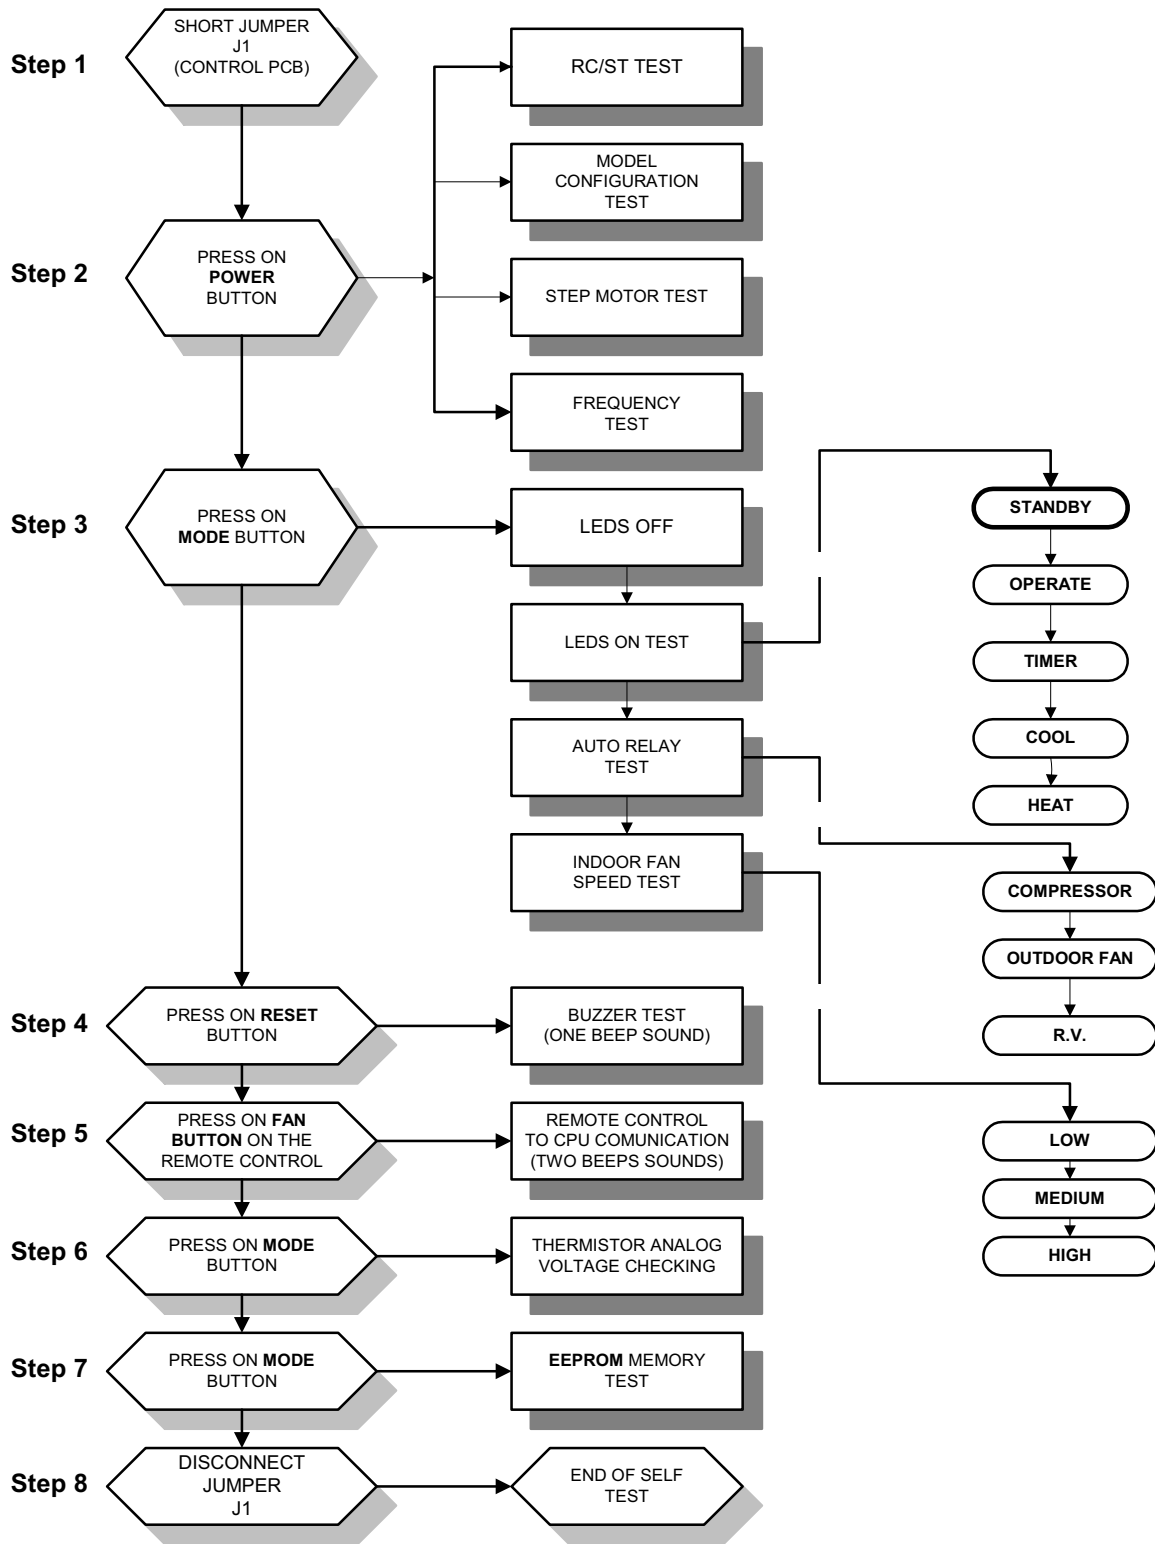 Step 1
SHORT JUMPER
J1
(CONTROL PCB)
RC/ST TEST
MODEL
CONFIGURATION
TEST
Step 2
PRESS ON
POWER
BUTTON
STEP MOTOR TEST
FREQUENCY
TEST
Step 3
PRESS ON
MODE BUTTON
LEDS OFF
LEDS ON TEST
AUTO RELAY
TEST
INDOOR FAN
SPEED TEST
STANDBY
OPERATE
TIMER
COOL
HEAT
COMPRESSOR
OUTDOOR FAN
R.V.
LOW
MEDIUM
HIGH
Step 4
PRESS ON RESET
BUTTON
BUZZER TEST
(ONE BEEP SOUND)
Step 5
PRESS ON FAN
BUTTON ON THE
REMOTE CONTROL
REMOTE CONTROL
TO CPU COMUNICATION
(TWO BEEPS SOUNDS)
Step 6
PRESS ON MODE
BUTTON
THERMISTOR ANALOG
VOLTAGE CHECKING
Step 7
PRESS ON MODE
BUTTON
EEPROM MEMORY
TEST
Step 8
DISCONNECT
JUMPER
J1
END OF SELF
TEST